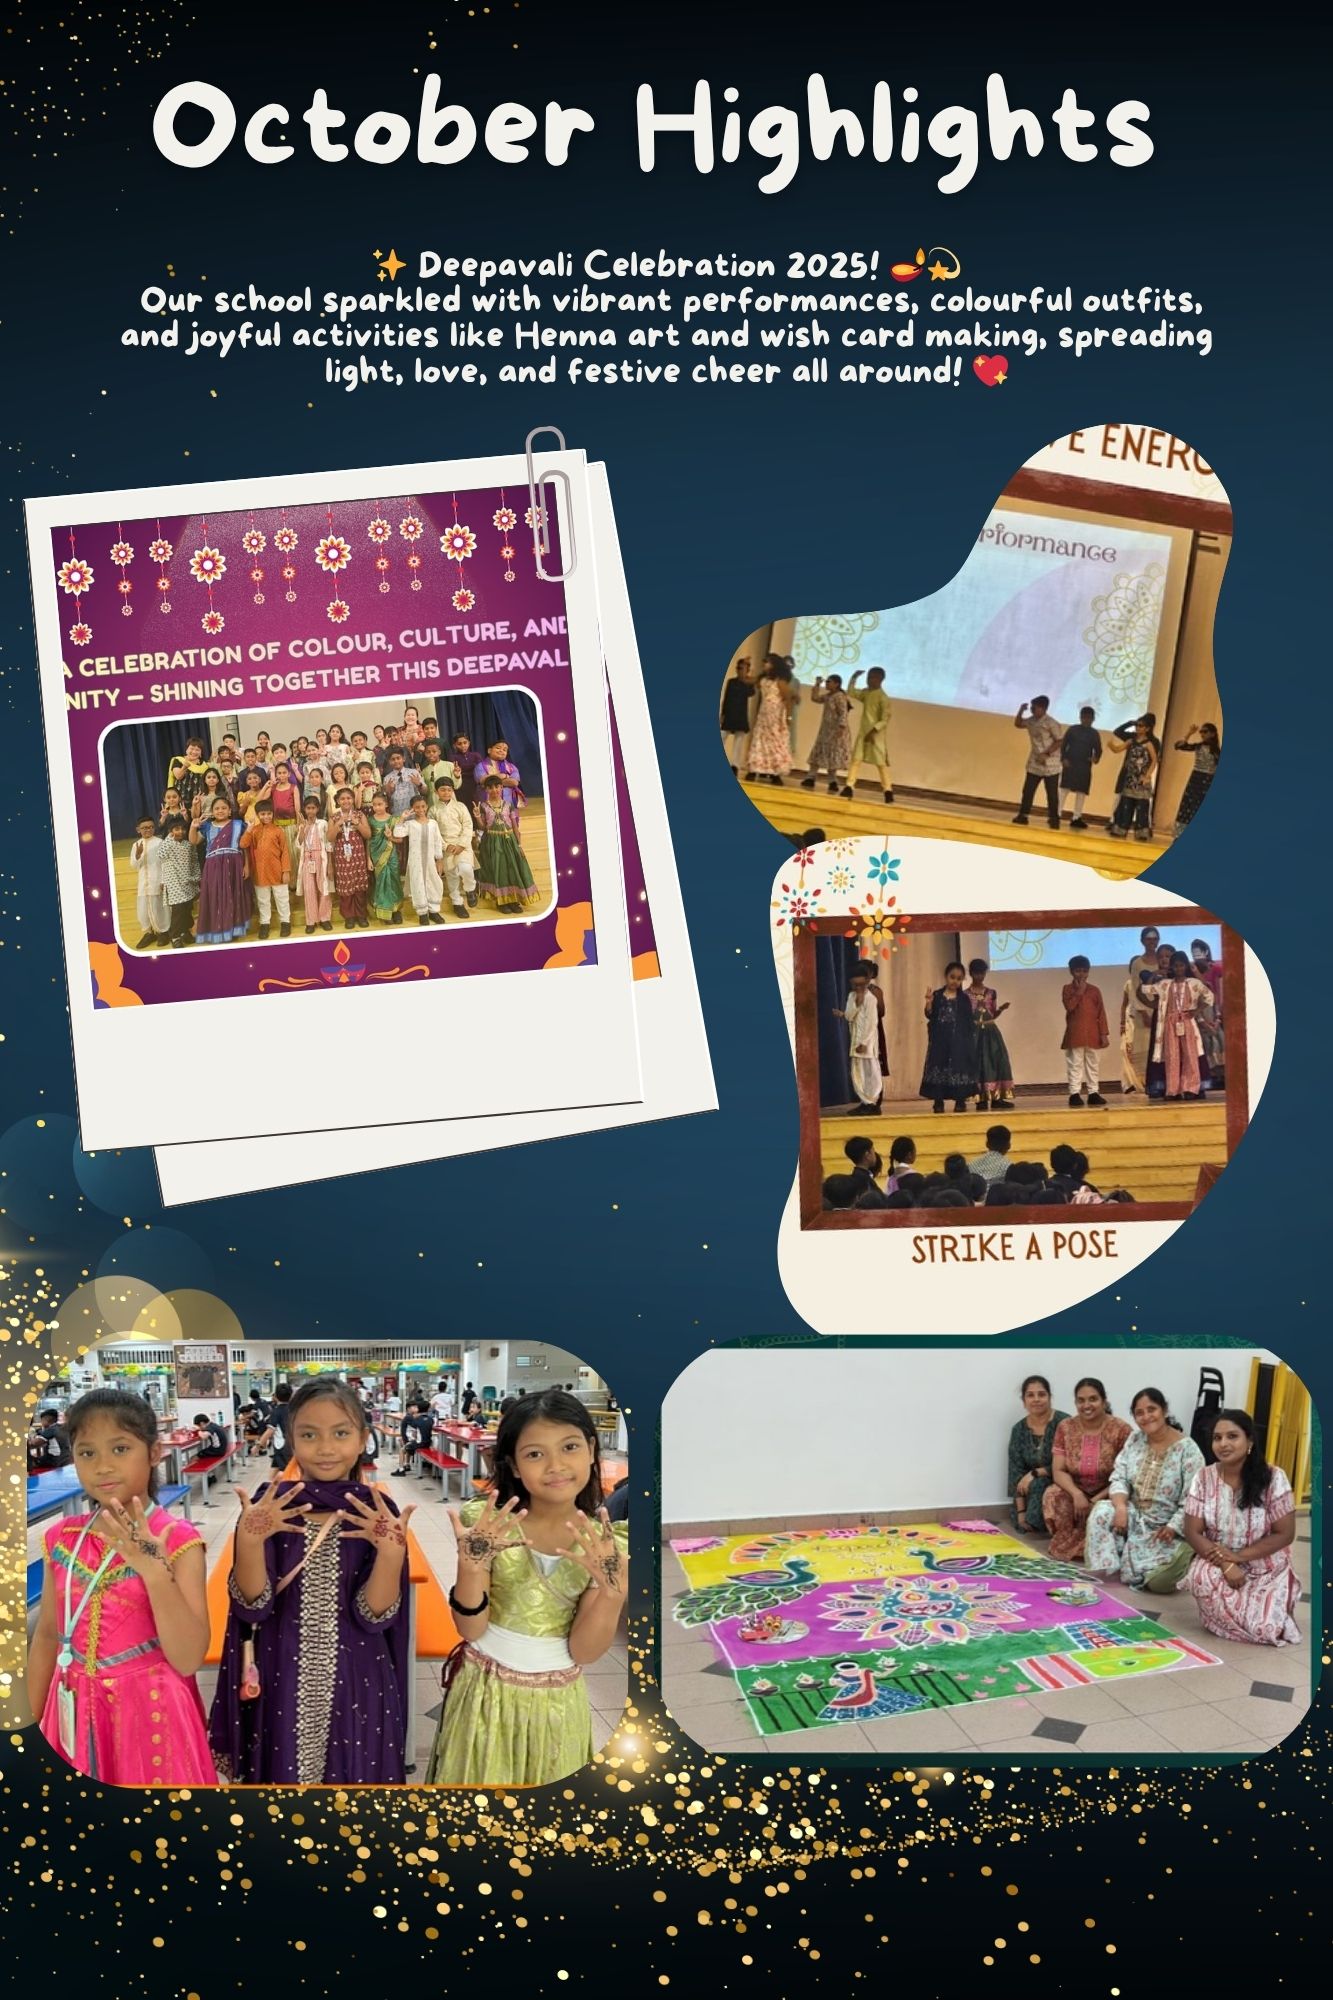 October Highlights
✨ Deepavali Celebration 2025! 🪔💫
Our school sparkled with vibrant performances, colourful outfits,
and joyful activities like Henna art and wish card making, spreading
light, love, and festive cheer all around! 💖
A CELEBRATION OF COLOUR, CULTURE, AND
NITY – SHINING TOGETHER THIS DEEPAVAL
VE ENERG
rformance
STRIKE A POSE